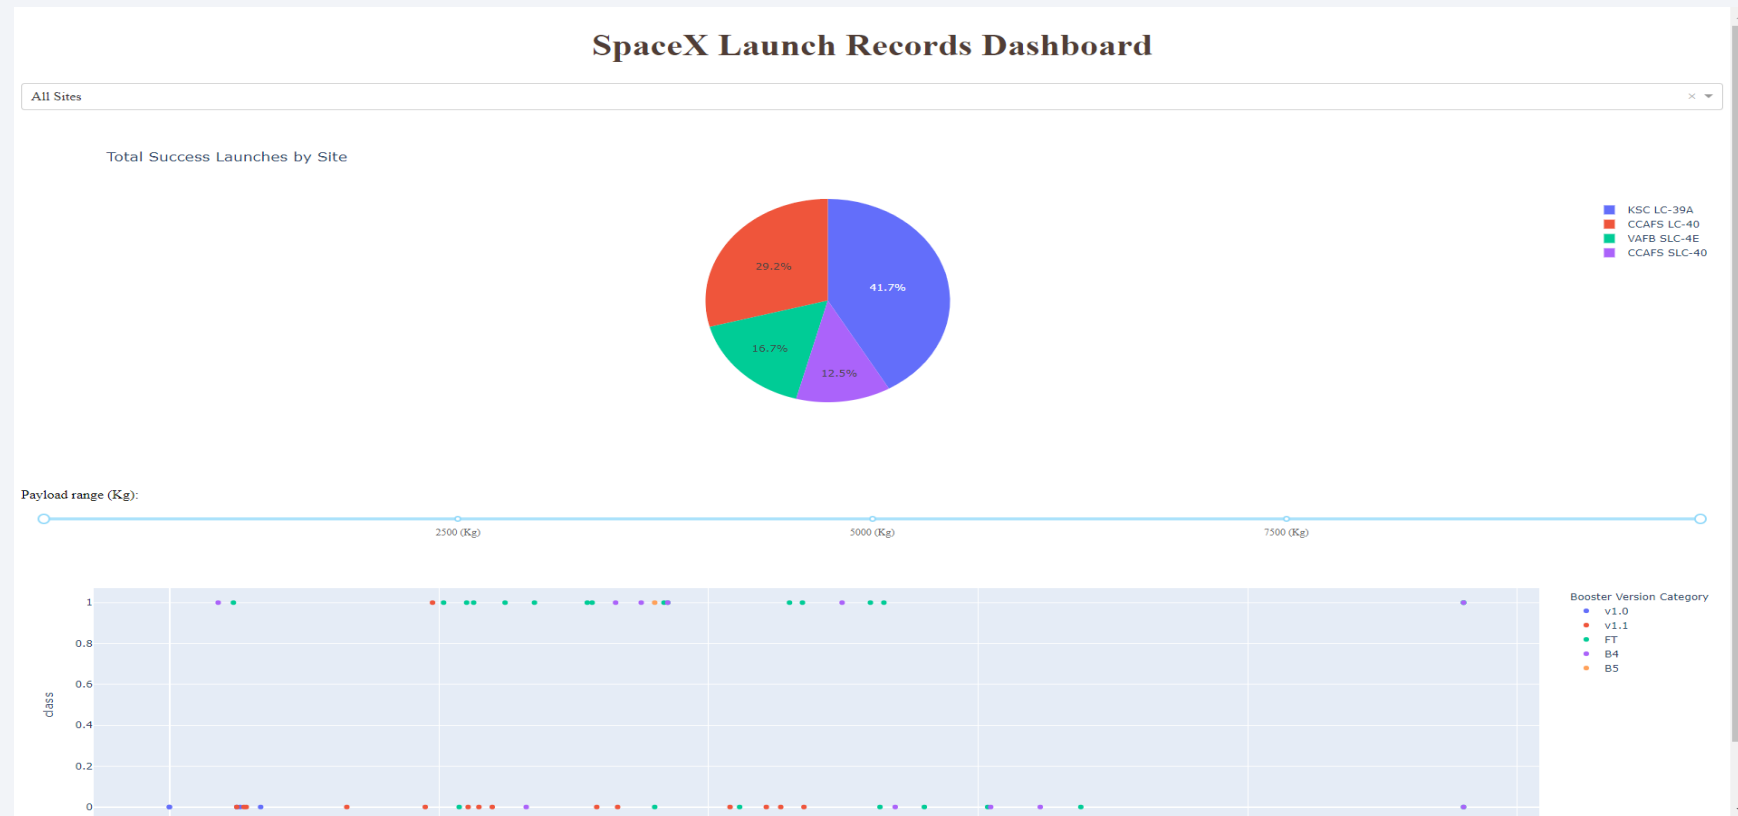 SpaceX Launch Records Dashboard
All Sites
Total Success Launches by Site
KSC LC-39A
CCAFS LC-40
VAFB SLC-4E
CCAFS SLC-40
29.2%
41.7%
16.7%
12.5%
Payload range (Kg):
2500 (Kg) 5000 (Kg) 7500 (Kg)
Booster Version Category
v1.0
v1.1
FT
B4
B5
class
1
0.8
0.6
0.4
0.2
0